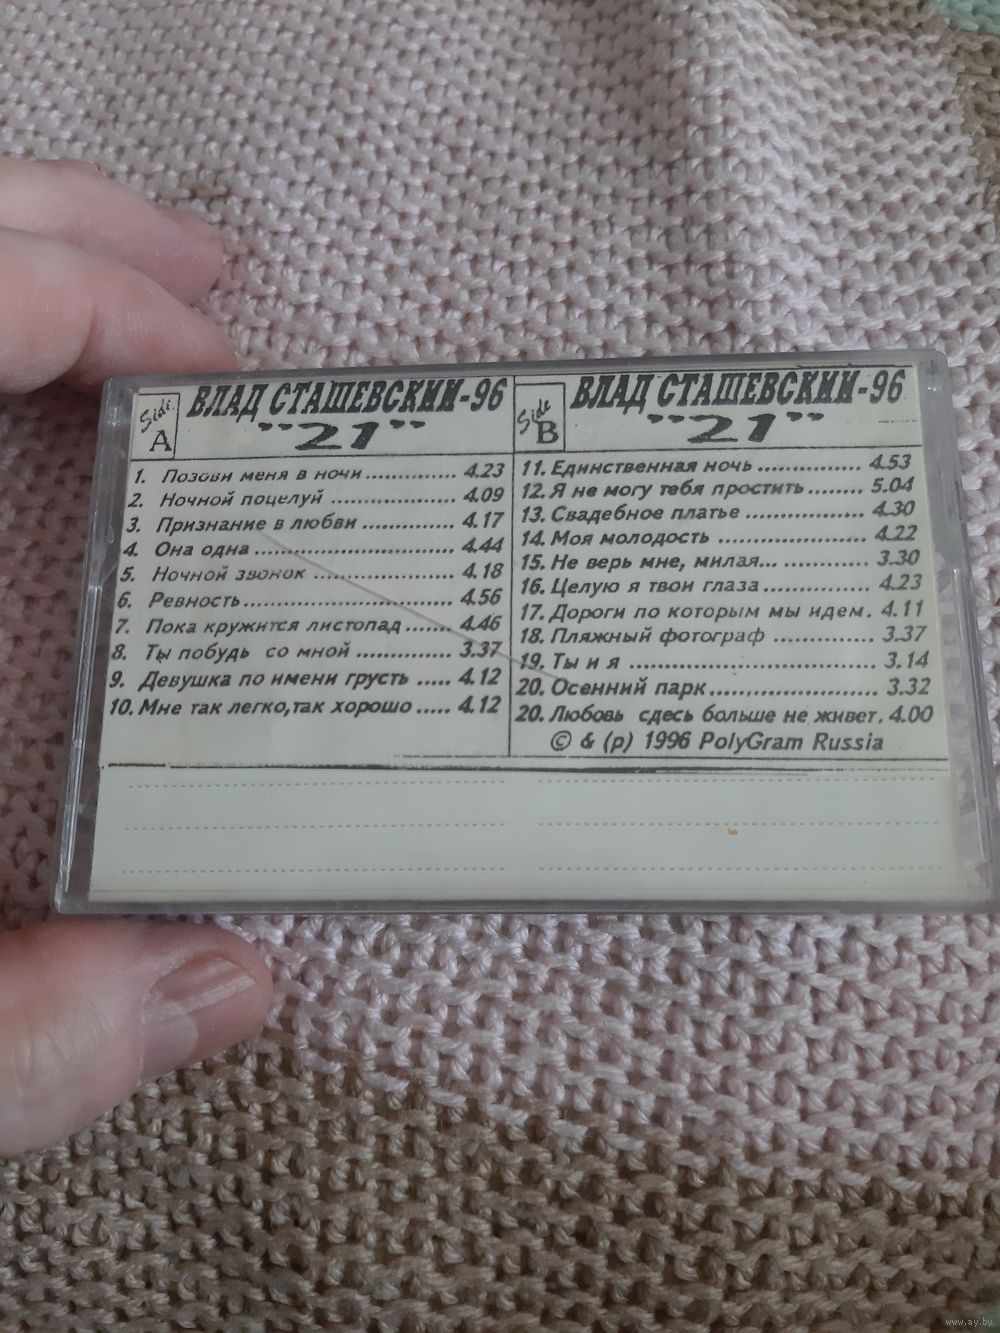 Side A
ВЛАД СТАШЕВСКИЙ-96
"21"
1. Позови меня в ночи.............. 4.23
2. Ночной поцелуй .................. 4.09
3. Признание в любви .............. 4.17
4. Она одна............................. 4.44
5. Ночной звонок .................... 4.18
6. Ревность.............................. 4.56
7. Пока кружится листопад....... 4.46
8. Ты побудь со мной .............. 3.37
9. Девушка по имени грусть ..... 4.12
10. Мне так легко,так хорошо ..... 4.12
Side B
ВЛАД СТАШЕВСКИЙ-96
"21"
11. Единственная ночь ............... 4.53
12. Я не могу тебя простить........ 5.04
13. Свадебное платье ................. 4.30
14. Моя молодость .................... 4.22
15. Не верь мне, милая... ........... 3.30
16. Целую я твои глаза............... 4.23
17. Дороги по которым мы идем. 4.11
18. Пляжный фотограф .............. 3.37
19. Ты и я ................................ 3.14
20. Осенний парк....................... 3.32
20. Любовь сдесь больше не живет. 4.00
© & (p) 1996 PolyGram Russia
www.ay.by